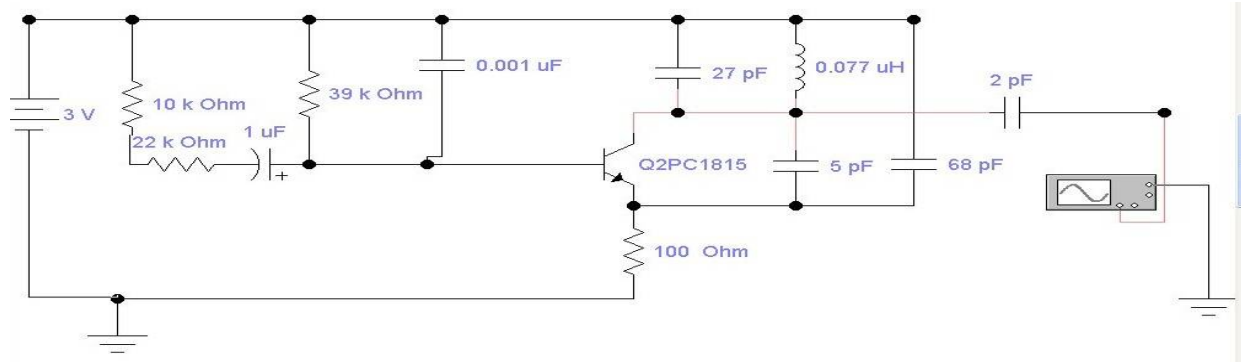 3 V
10 k Ohm
22 k Ohm
1 uF
+
39 k Ohm
0.001 uF
27 pF
0.077 uH
2 pF
Q2PC1815
5 pF
68 pF
100 Ohm